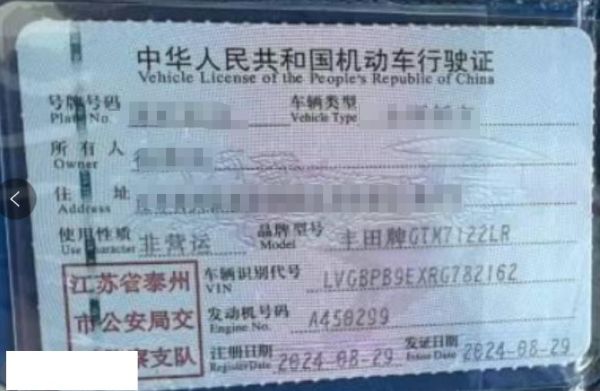 中华人民共和国机动车行驶证
Vehicle License of the People's Republic of China
号牌号码 车辆类型
Plate No. Vehicle Type
所有人
Owner
住址
Address
使用性质 非营运 品牌型号 丰田牌GTM7122LR
Use Character Model
江苏省泰州 车辆识别代号 LVGBPB9EXRG782162
VIN
市公安局交 发动机号码 A450299
Engine No.
察支队 注册日期 2024-08-29 发证日期 2024-08-29
Register Date Issue Date